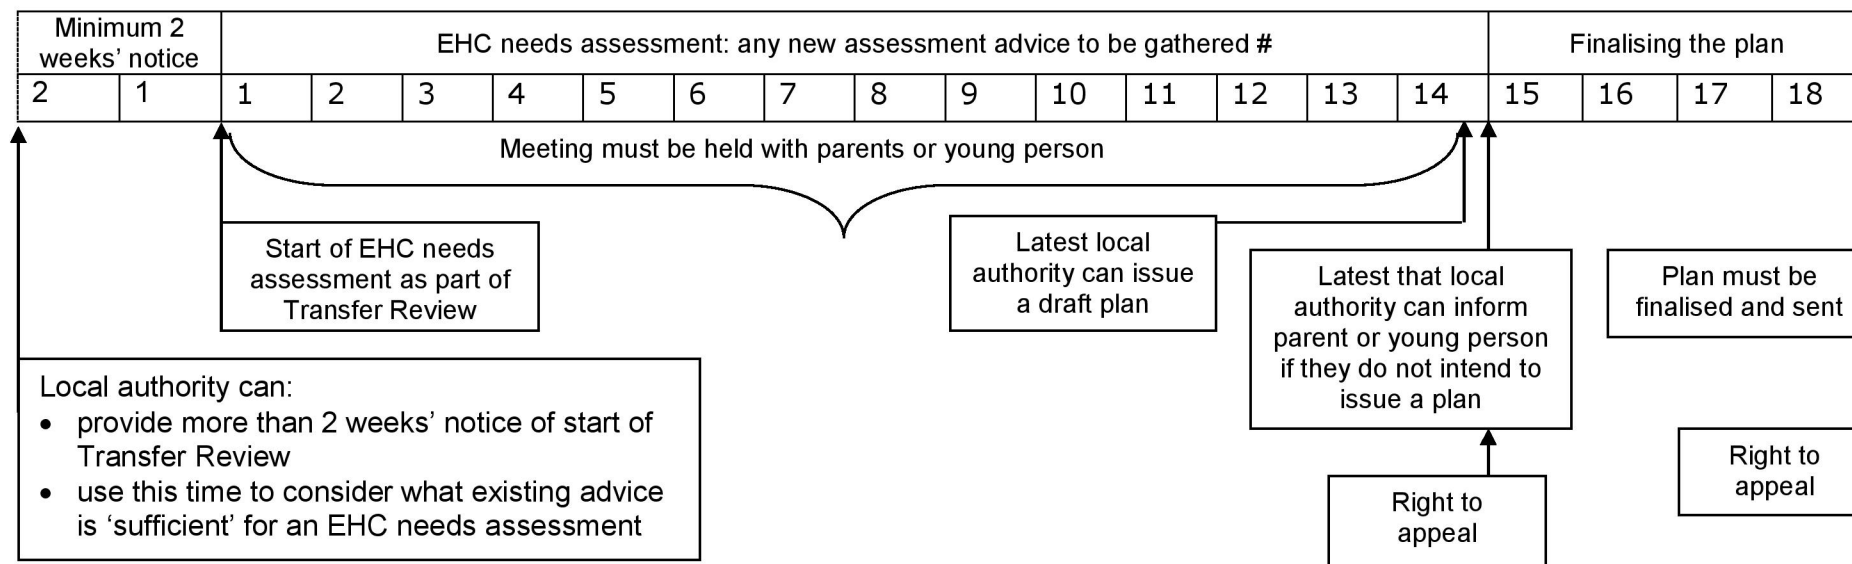 Minimum 2
weeks’ notice
EHC needs assessment: any new assessment advice to be gathered #
Finalising the plan
2 1 1 2 3 4 5 6 7 8 9 10 11 12 13 14 15 16 17 18
Meeting must be held with parents or young person
Start of EHC needs
assessment as part of
Transfer Review
Latest local
authority can issue
a draft plan
Latest that local
authority can inform
parent or young person
if they do not intend to
issue a plan
Plan must be
finalised and sent
Local authority can:
• provide more than 2 weeks’ notice of start of
Transfer Review
• use this time to consider what existing advice
is ‘sufficient’ for an EHC needs assessment
Right to
appeal
Right to
appeal